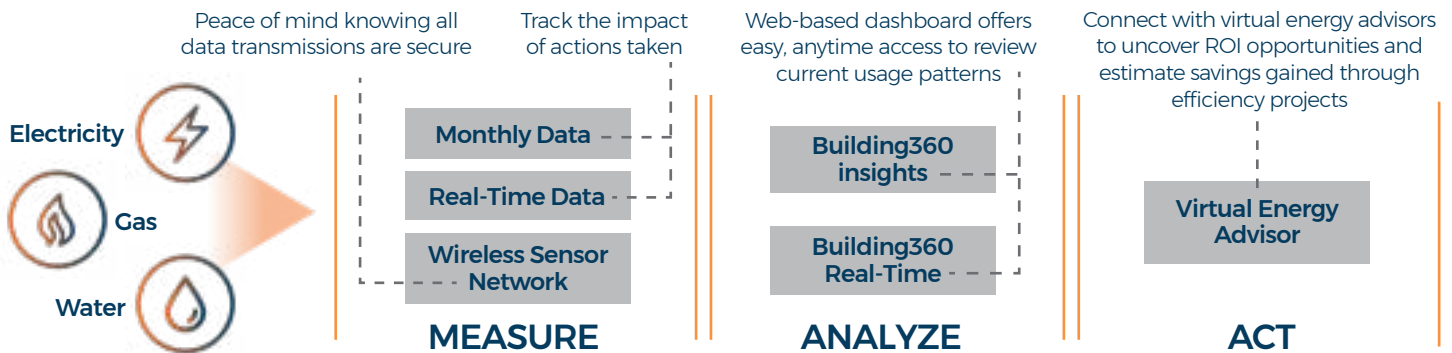 Peace of mind knowing all
data transmissions are secure
Track the impact
of actions taken
Web-based dashboard offers
easy, anytime access to review
current usage patterns
Connect with virtual energy advisors
to uncover ROI opportunities and
estimate savings gained through
efficiency projects
Electricity
Gas
Water
Monthly Data
Real-Time Data
Wireless Sensor
Network
MEASURE
Building360
insights
Building360
Real-Time
ANALYZE
Virtual Energy
Advisor
ACT